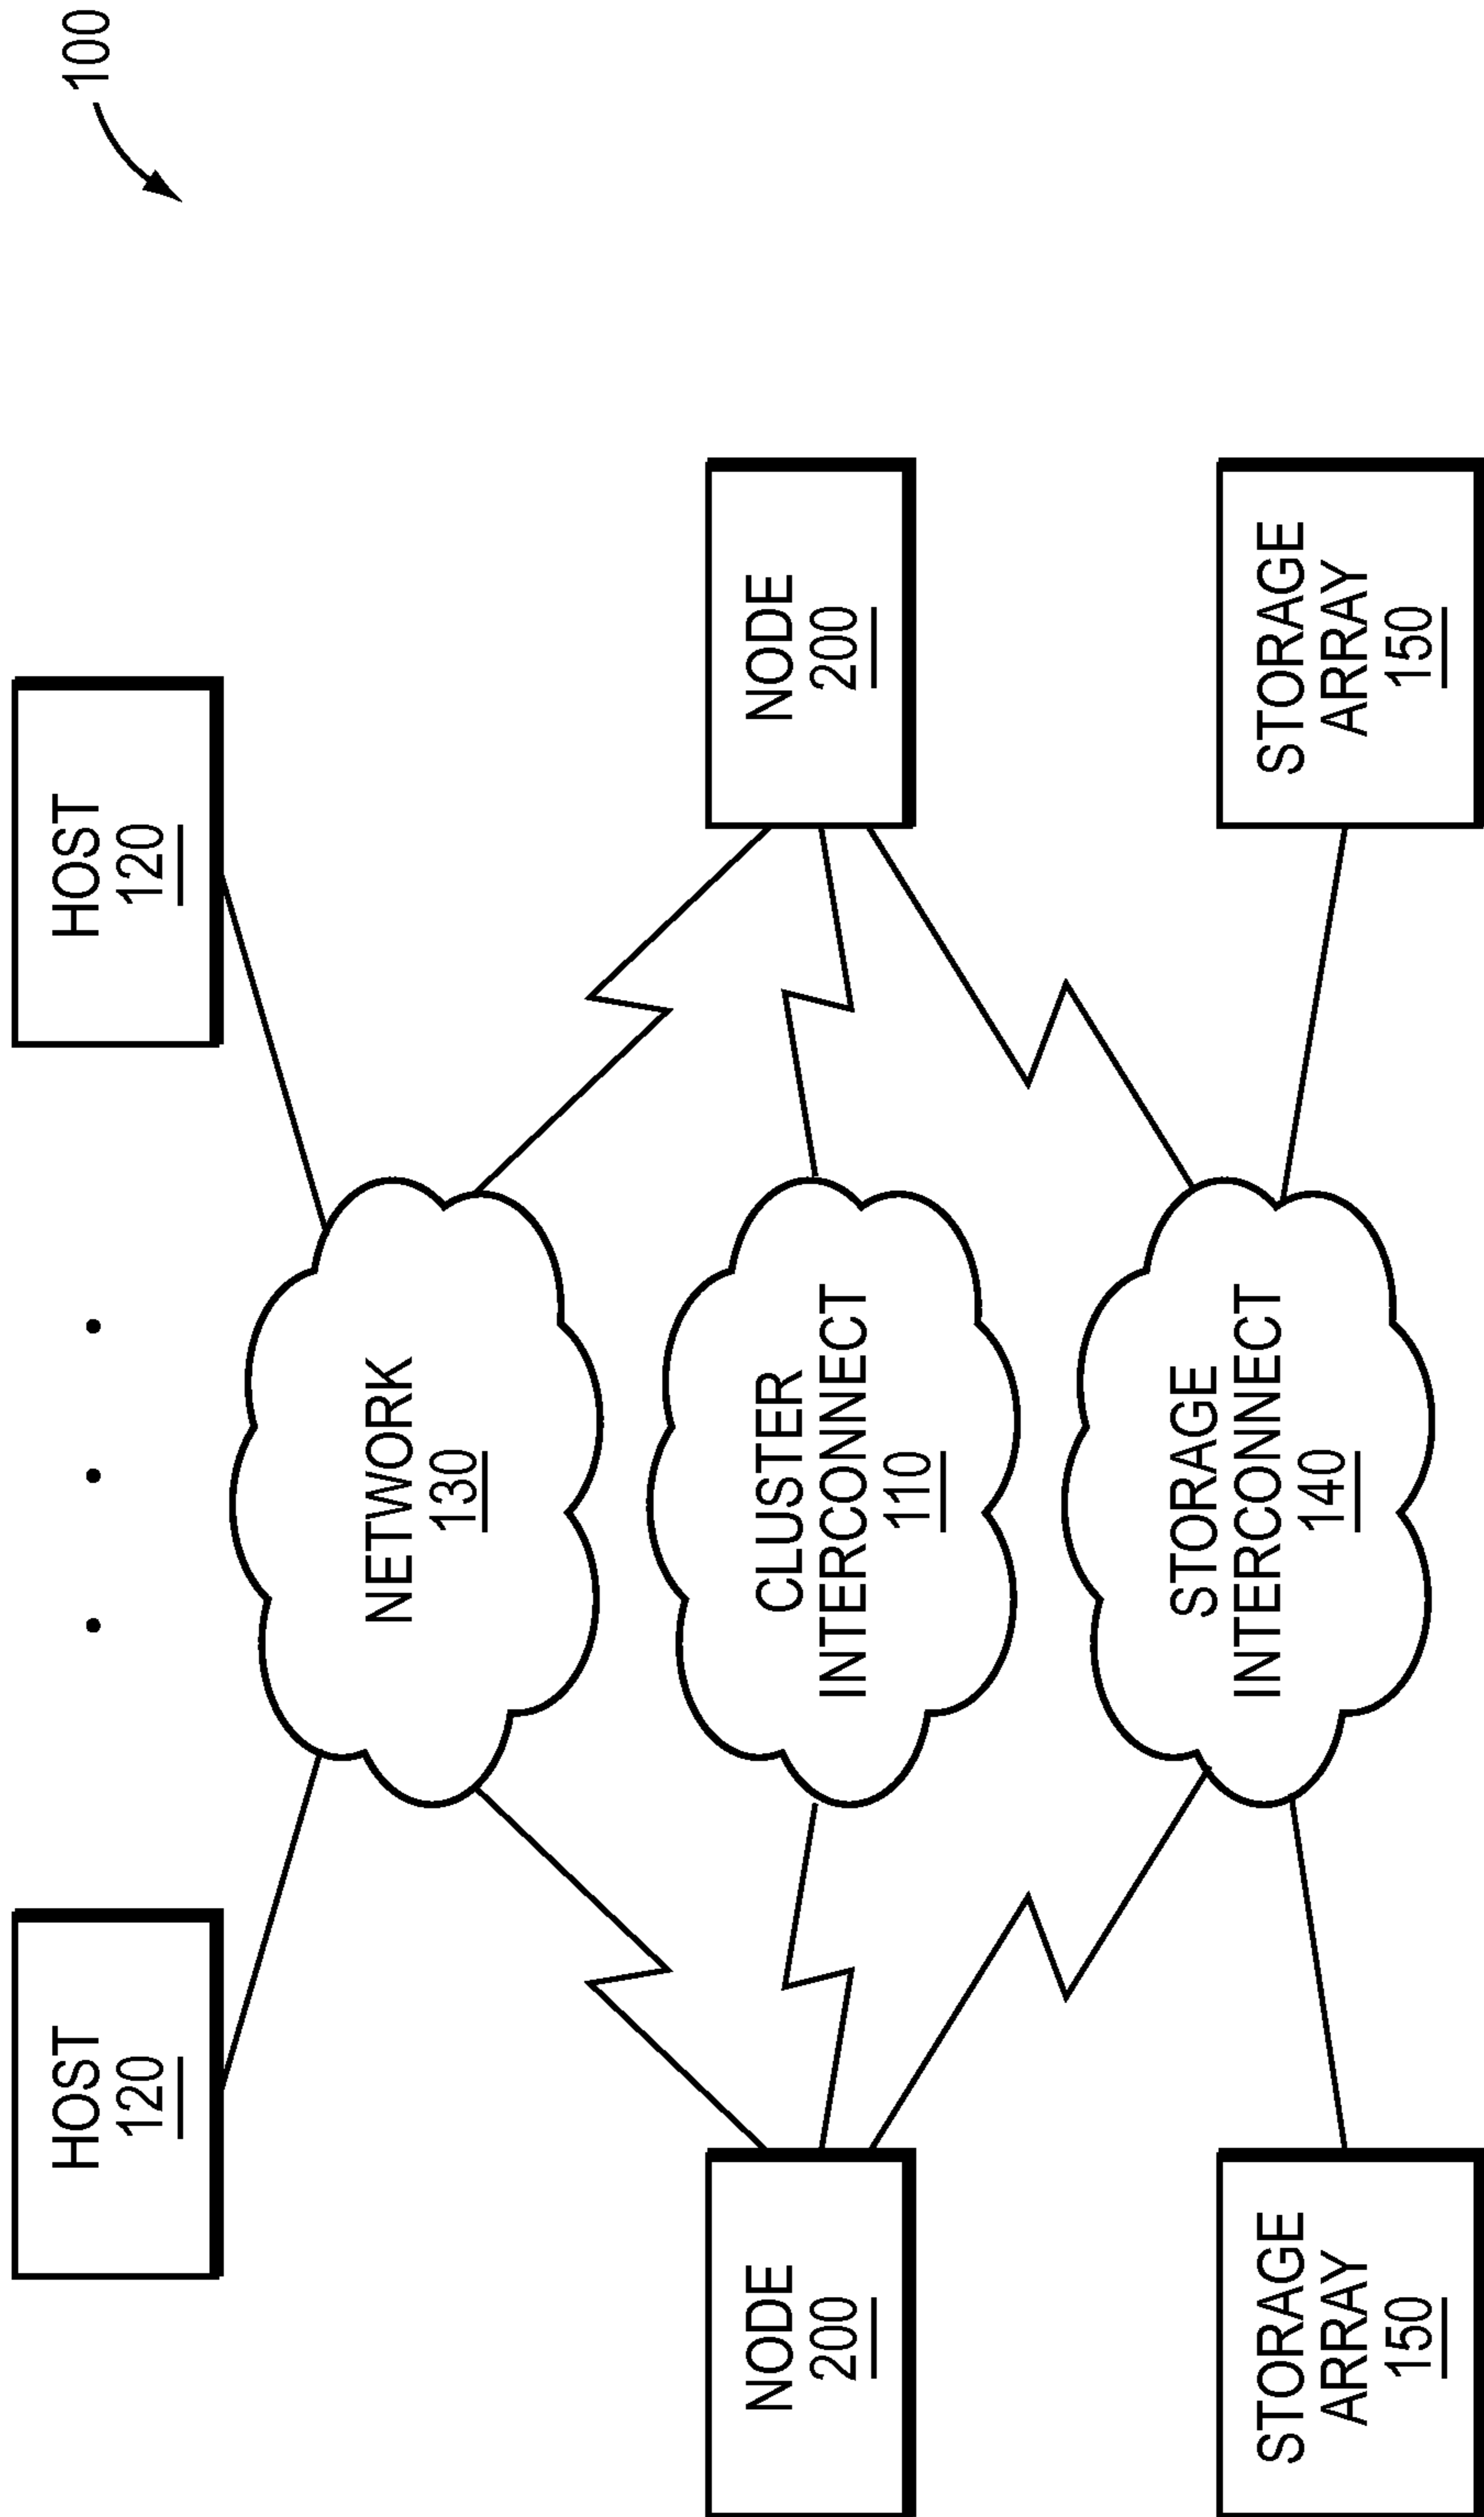 100
HOST
120
. . .
HOST
120
NETWORK
130
NODE
200
CLUSTER
INTERCONNECT
110
NODE
200
STORAGE
ARRAY
150
STORAGE
INTERCONNECT
140
STORAGE
ARRAY
150